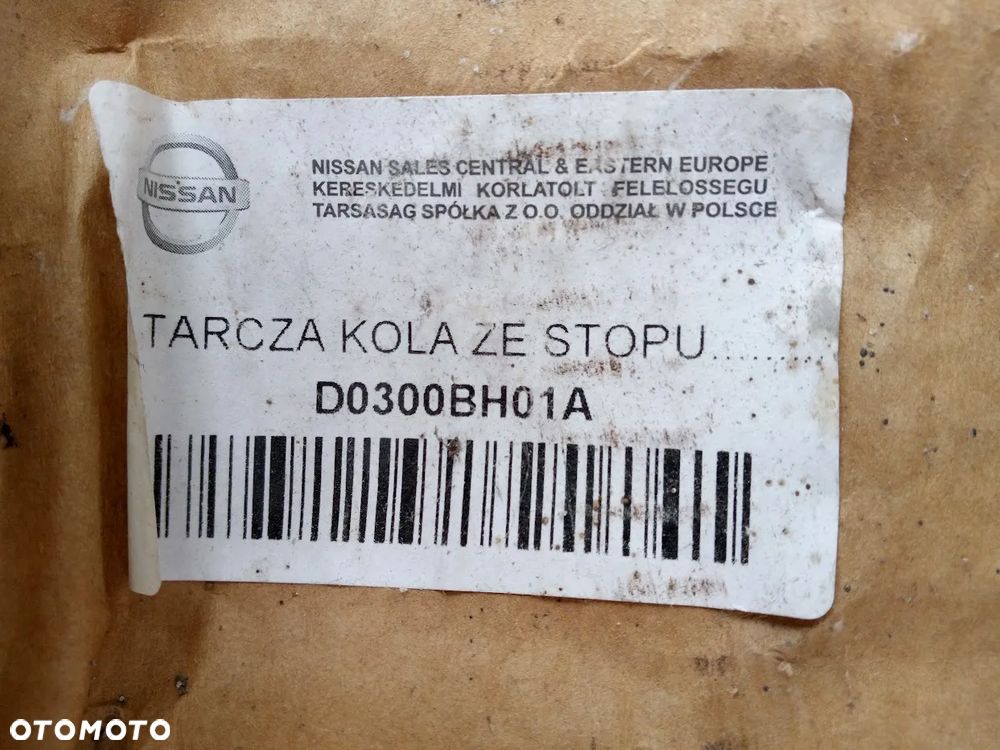 NISSAN
NISSAN SALES CENTRAL & EASTERN EUROPE
KERESKEDELMI KORLATOLT FELELOSSEGU
TARSASAG SPÓŁKA Z O.O. ODDZIAŁ W POLSCE
TARCZA KOLA ZE STOPU...........
D0300BH01A
OTOMOTO